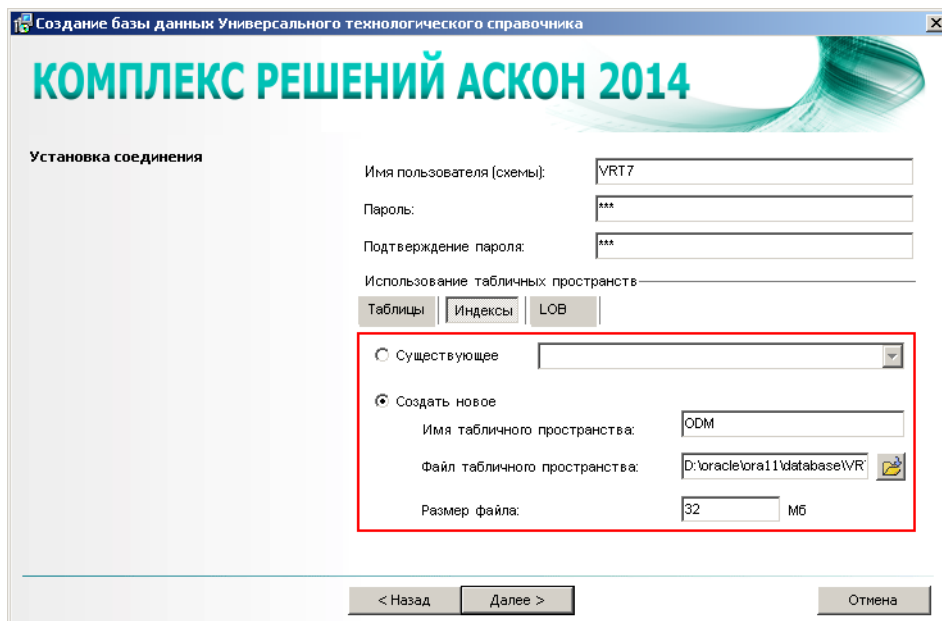 Создание базы данных Универсального технологического справочника
КОМПЛЕКС РЕШЕНИЙ АСКОН 2014
Установка соединения
Имя пользователя (схемы): VRT7
Пароль: ***
Подтверждение пароля: ***
Использование табличных пространств
Таблицы Индексы LOB
Существующее
Создать новое
Имя табличного пространства: ODM
Файл табличного пространства: D:\oracle\ora11\database\VR
Размер файла: 32 Мб
< Назад Далее > Отмена